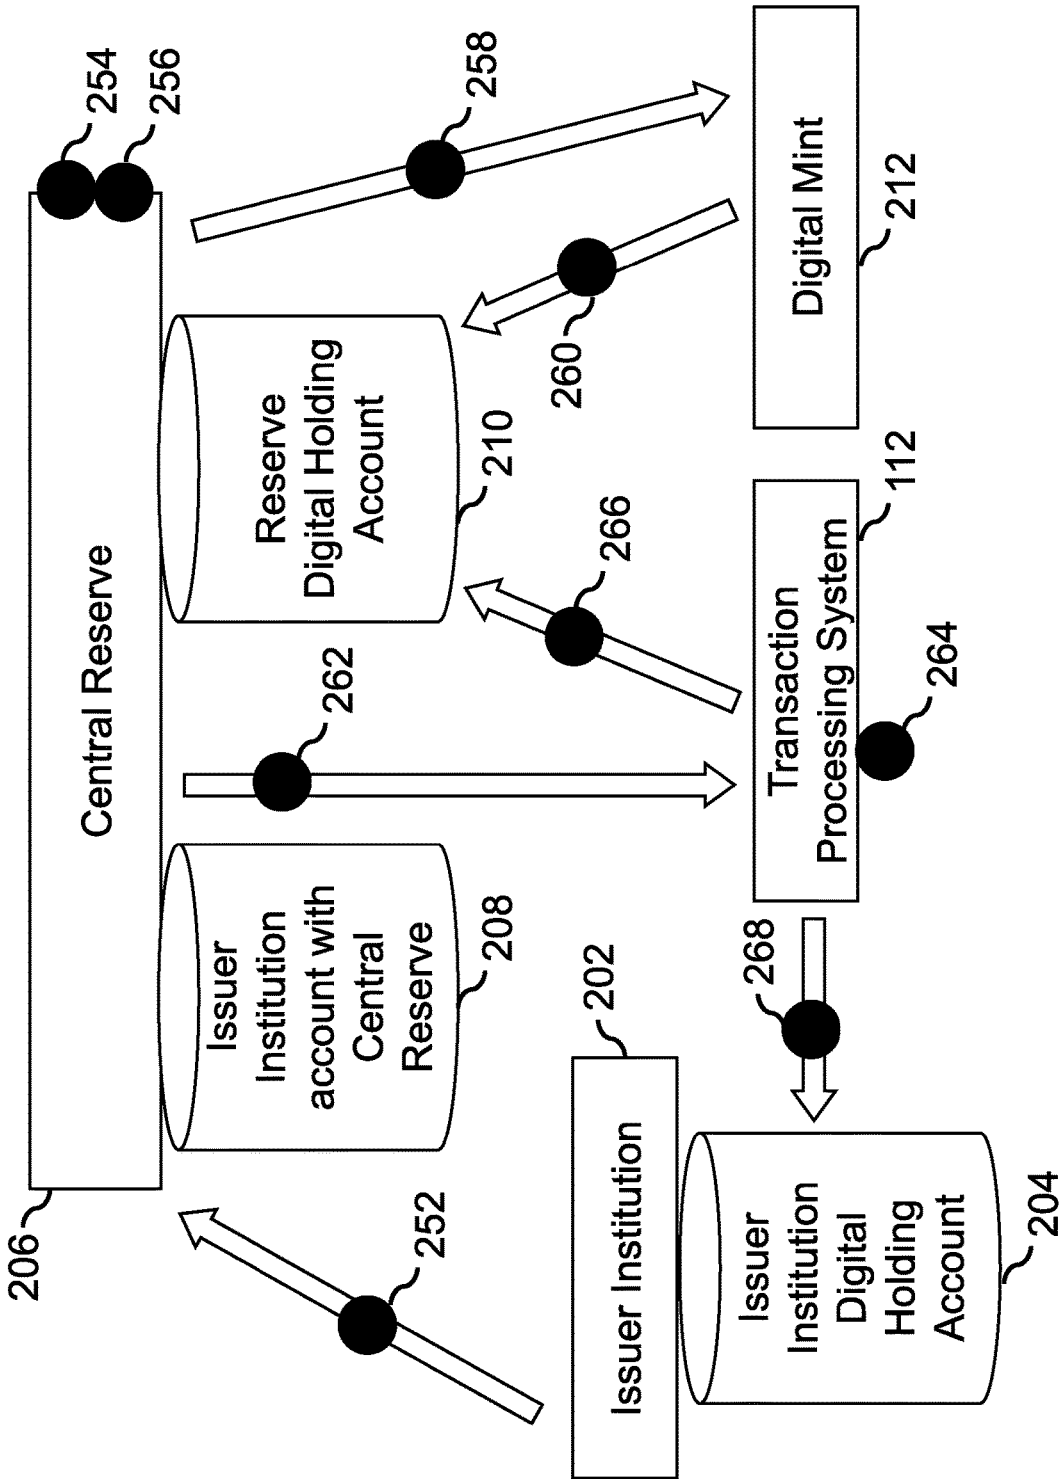 Central Reserve
206
254
256
Issuer
Institution
account with
Central
Reserve
208
Reserve
Digital Holding
Account
210
252
262
258
260
266
Issuer Institution
202
Issuer
Institution
Digital
Holding
Account
204
268
Transaction
Processing System
112
264
Digital Mint
212